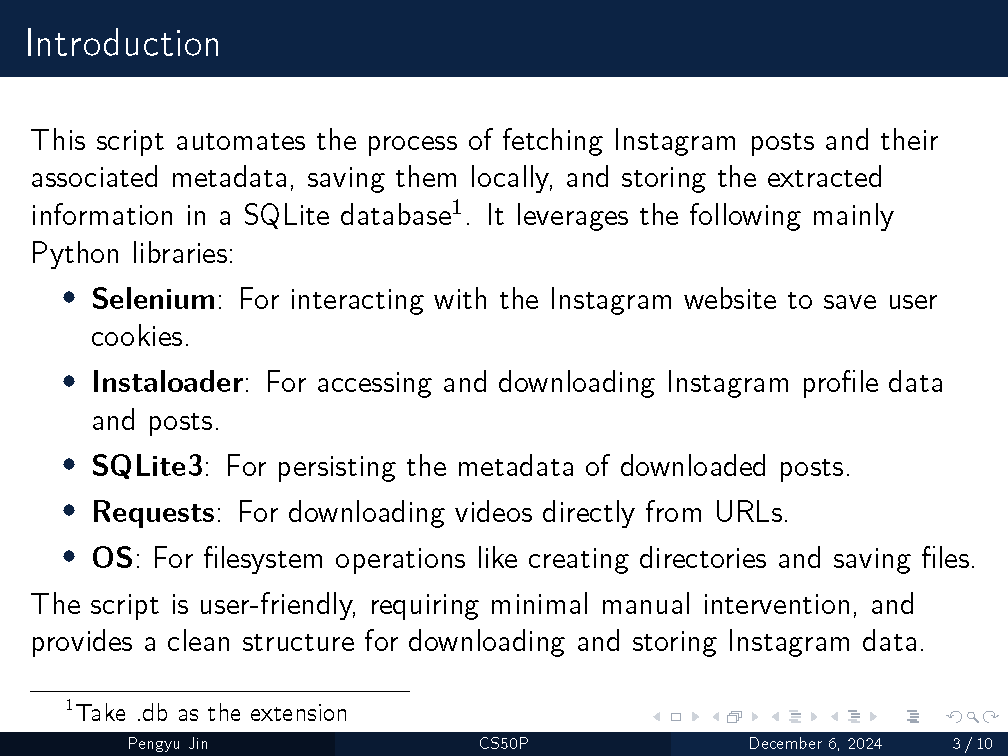 Introduction
This script automates the process of fetching Instagram posts and their
associated metadata, saving them locally, and storing the extracted
information in a SQLite database1. It leverages the following mainly
Python libraries:
• Selenium: For interacting with the Instagram website to save user
cookies.
• Instaloader: For accessing and downloading Instagram profile data
and posts.
• SQLite3: For persisting the metadata of downloaded posts.
• Requests: For downloading videos directly from URLs.
• OS: For filesystem operations like creating directories and saving files.
The script is user-friendly, requiring minimal manual intervention, and
provides a clean structure for downloading and storing Instagram data.
1Take .db as the extension
Pengyu Jin CS50P December 6, 2024 3 / 10